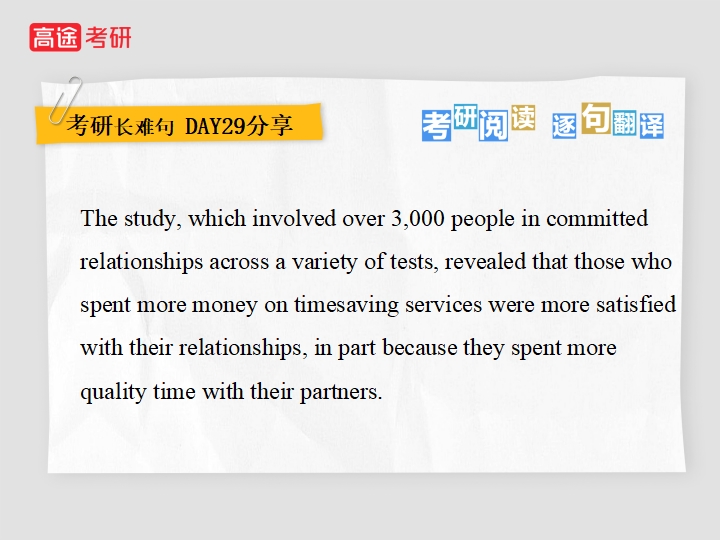 高途考研
考研长难句 DAY29分享
考研阅读 逐句翻译
The study, which involved over 3,000 people in committed
relationships across a variety of tests, revealed that those who
spent more money on timesaving services were more satisfied
with their relationships, in part because they spent more
quality time with their partners.